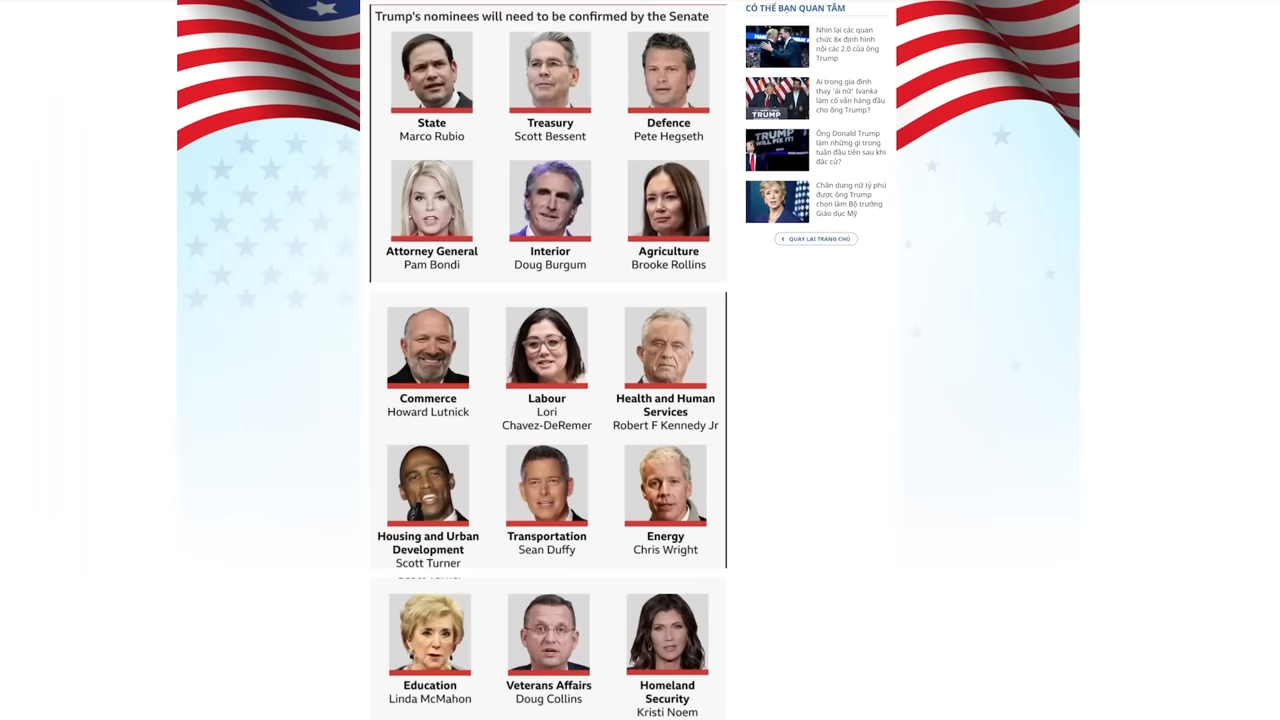 Trump's nominees will need to be confirmed by the Senate
State
Marco Rubio
Treasury
Scott Bessent
Defence
Pete Hegseth
Attorney General
Pam Bondi
Interior
Doug Burgum
Agriculture
Brooke Rollins
Commerce
Howard Lutnick
Labour
Lori
Chavez-DeRemer
Health and Human
Services
Robert F Kennedy Jr
Housing and Urban
Development
Scott Turner
Transportation
Sean Duffy
Energy
Chris Wright
Education
Linda McMahon
Veterans Affairs
Doug Collins
Homeland
Security
Kristi Noem
CÓ THỂ BẠN QUAN TÂM
Nhìn lại các quan
chức 8x định hình
nội các 2.0 của ông
Trump
TRUMP
Ai trong gia đình
thay 'ái nữ' Ivanka
làm cố vấn hàng đầu
cho ông Trump?
TRUMP
WILL FIX IT!
Ông Donald Trump
làm những gì trong
tuần đầu tiên sau khi
đắc cử?
Chân dung nữ tỷ phú
được ông Trump
chọn làm Bộ trưởng
Giáo dục Mỹ
QUAY LẠI TRANG CHỦ